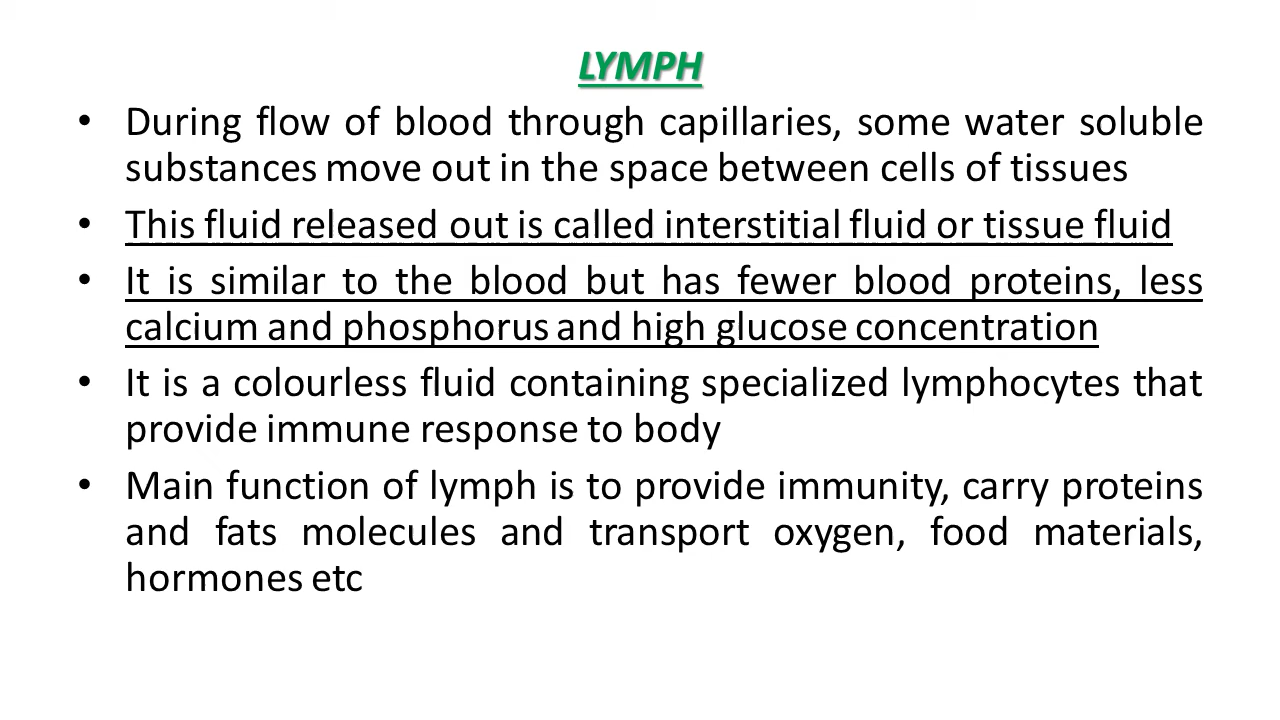 LYMPH
• During flow of blood through capillaries, some water soluble
substances move out in the space between cells of tissues
• This fluid released out is called interstitial fluid or tissue fluid
• It is similar to the blood but has fewer blood proteins, less
calcium and phosphorus and high glucose concentration
• It is a colourless fluid containing specialized lymphocytes that
provide immune response to body
• Main function of lymph is to provide immunity, carry proteins
and fats molecules and transport oxygen, food materials,
hormones etc